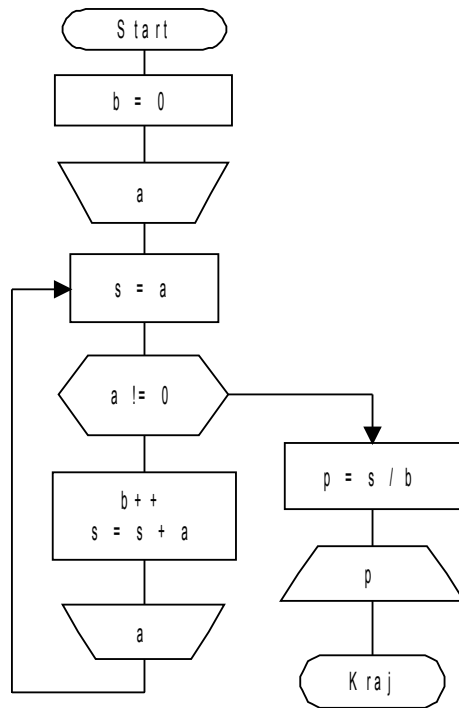 Start
b = 0
a
s = a
a != 0
b++
s = s + a
a
p = s / b
p
Kraj